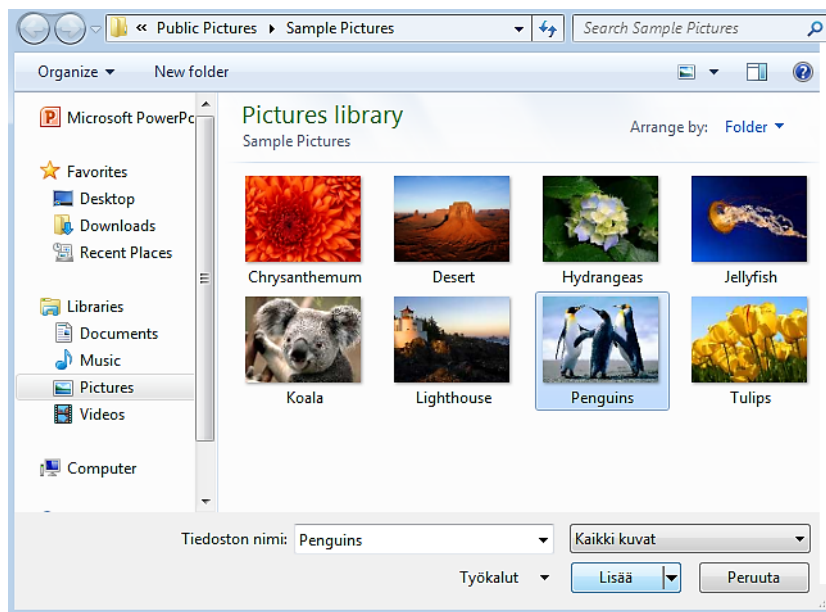 « Public Pictures Sample Pictures
Search Sample Pictures
Organize New folder
Microsoft PowerPc
Favorites
Desktop
Downloads
Recent Places
Libraries
Documents
Music
Pictures
Videos
Computer
Pictures library
Sample Pictures
Arrange by: Folder
Chrysanthemum Desert Hydrangeas Jellyfish
Koala Lighthouse Penguins Tulips
Tiedoston nimi: Penguins Kaikki kuvat
Työkalut Lisää Peruuta